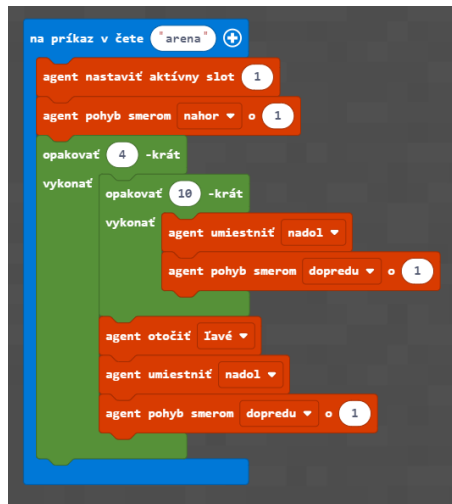 na príkaz v čete "arena"
agent nastaviť aktívny slot 1
agent pohyb smerom nahor o 1
opakovať 4 -krát
vykonať
opakovať 10 -krát
vykonať
agent umiestniť nadol
agent pohyb smerom dopredu o 1
agent otočiť ľavé
agent umiestniť nadol
agent pohyb smerom dopredu o 1